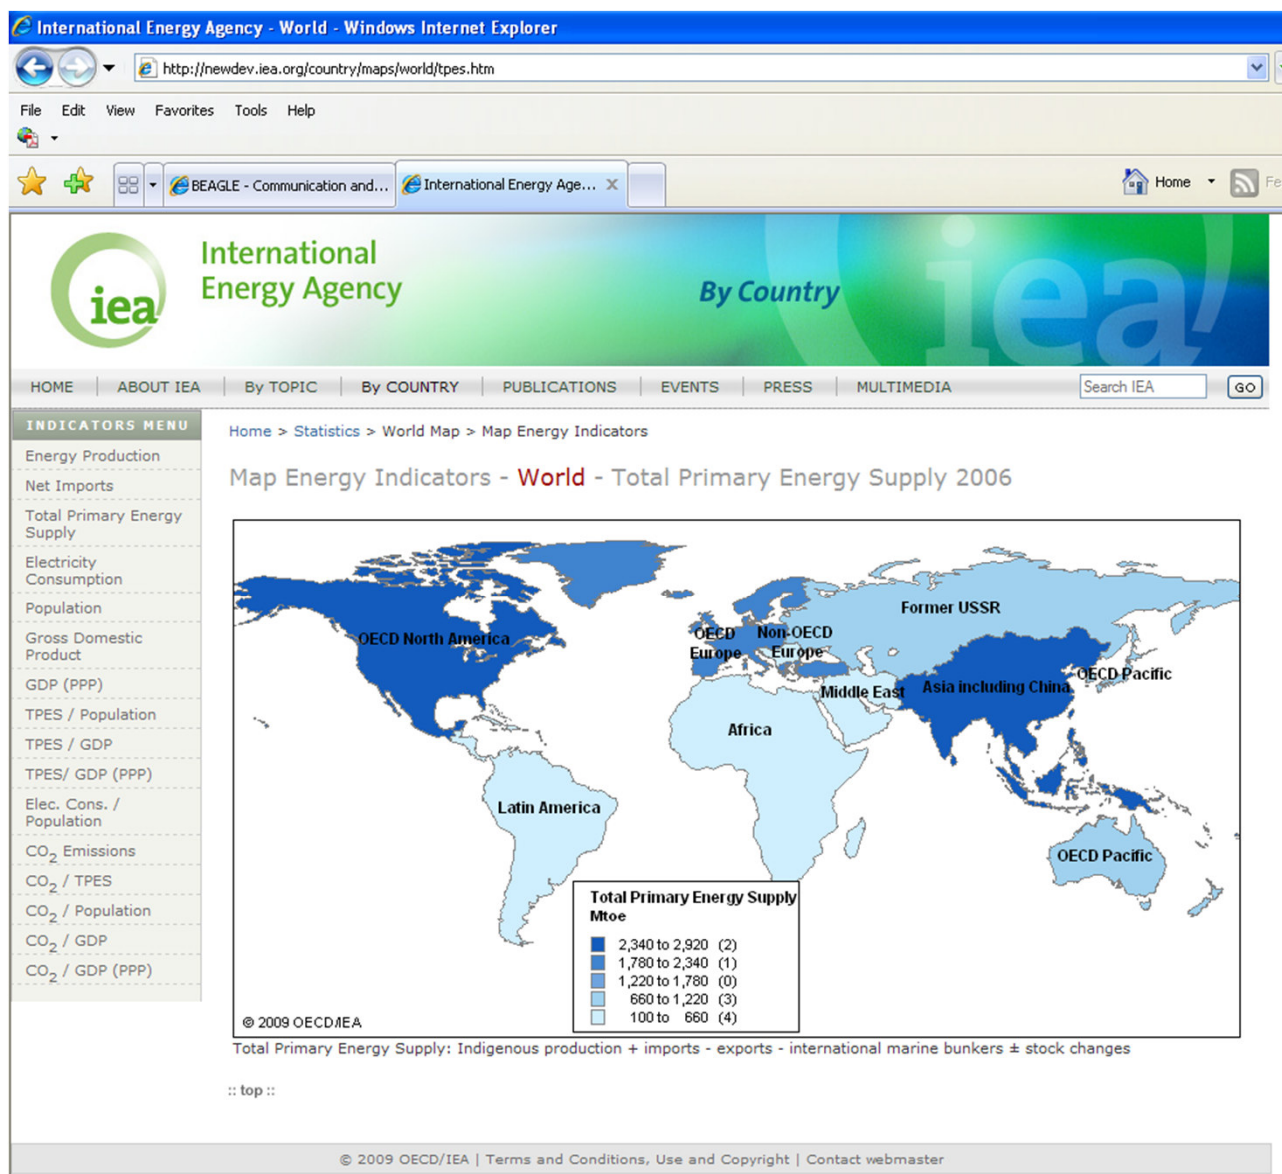 International Energy Agency - World - Windows Internet Explorer
http://newdev.iea.org/country/maps/world/tpes.htm
File Edit View Favorites Tools Help
BEAGLE - Communication and... International Energy Age... X Home
iea
International
Energy Agency
By Country
iea
HOME ABOUT IEA By TOPIC By COUNTRY PUBLICATIONS EVENTS PRESS MULTIMEDIA Search IEA GO
INDICATORS MENU
Energy Production
Net Imports
Total Primary Energy
Supply
Electricity
Consumption
Population
Gross Domestic
Product
GDP (PPP)
TPES / Population
TPES / GDP
TPES/ GDP (PPP)
Elec. Cons. /
Population
CO2 Emissions
CO2 / TPES
CO2 / Population
CO2 / GDP
CO2 / GDP (PPP)
Home > Statistics > World Map > Map Energy Indicators
Map Energy Indicators - World - Total Primary Energy Supply 2006
Former USSR
OECD North America
OECD
Europe
Non-OECD
Europe
OECD Pacific
Middle East
Asia including China
Africa
Latin America
OECD Pacific
Total Primary Energy Supply
Mtoe
2,340 to 2,920 (2)
1,780 to 2,340 (1)
1,220 to 1,780 (0)
660 to 1,220 (3)
100 to 660 (4)
© 2009 OECD/IEA
Total Primary Energy Supply: Indigenous production + imports - exports - international marine bunkers ± stock changes
:: top ::
© 2009 OECD/IEA | Terms and Conditions, Use and Copyright | Contact webmaster